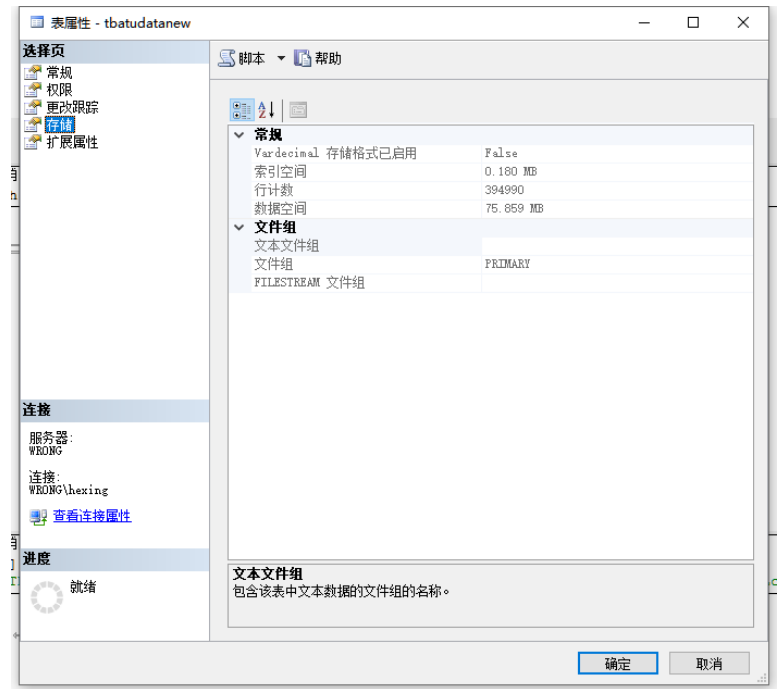 表属性 - tbatudatanew
选择页
常规
权限
更改跟踪
存储
扩展属性
脚本
帮助
常规
Vardecimal 存储格式已启用 False
索引空间 0.180 MB
行计数 394990
数据空间 75.859 MB
文件组
文本文件组
文件组 PRIMARY
FILESTREAM 文件组
连接
服务器:
WRONG
连接:
WRONG\hexing
查看连接属性
进度
就绪
文本文件组
包含该表中文本数据的文件组的名称。
确定
取消